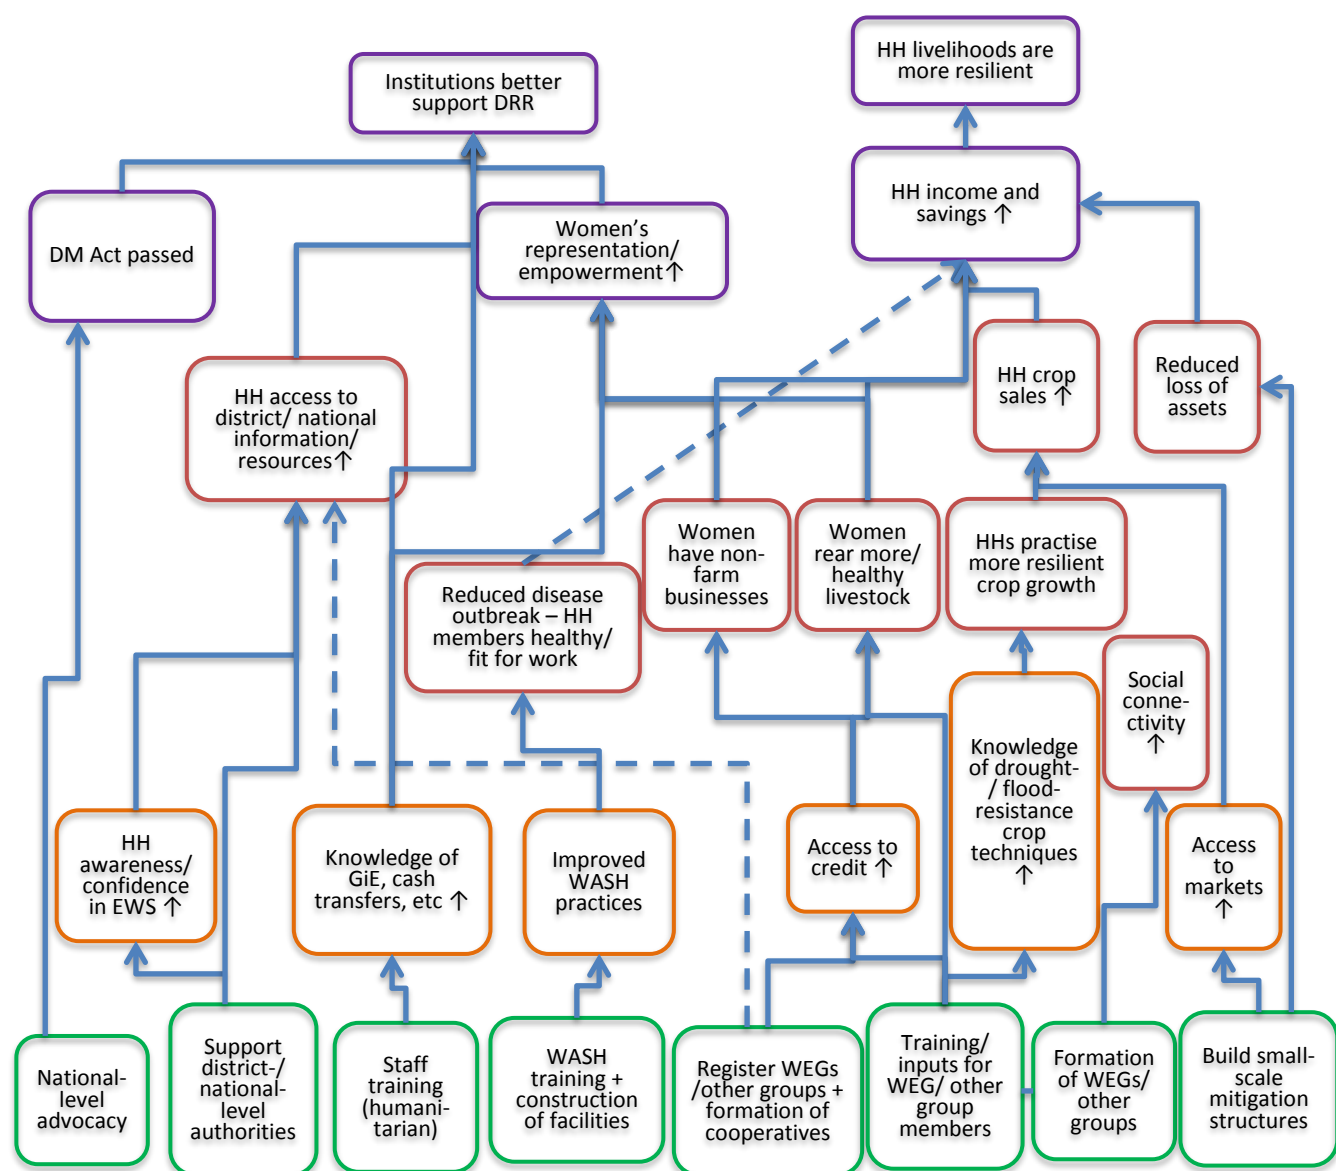 HH livelihoods are
more resilient
Institutions better
support DRR
HH income and
savings ↑
DM Act passed
Women’s
representation/
empowerment↑
HH crop
sales ↑
Reduced
loss of
assets
HH access to
district/ national
information/
resources↑
Women
have non-
farm
businesses
Women
rear more/
healthy
livestock
HHs practise
more resilient
crop growth
Reduced disease
outbreak – HH
members healthy/
fit for work
Social
conne-
ctivity
↑
Knowledge
of drought-
/ flood-
resistance
crop
techniques
↑
HH
awareness/
confidence
in EWS ↑
Knowledge of
GiE, cash
transfers, etc ↑
Improved
WASH
practices
Access to
credit ↑
Access
to
markets
↑
National-
level
advocacy
Support
district-/
national-
level
authorities
Staff
training
(humani-
tarian)
WASH
training +
construction
of facilities
Register WEGs
/other groups +
formation of
cooperatives
Training/
inputs for
WEG/ other
group
members
Formation
of WEGs/
other
groups
Build small-
scale
mitigation
structures